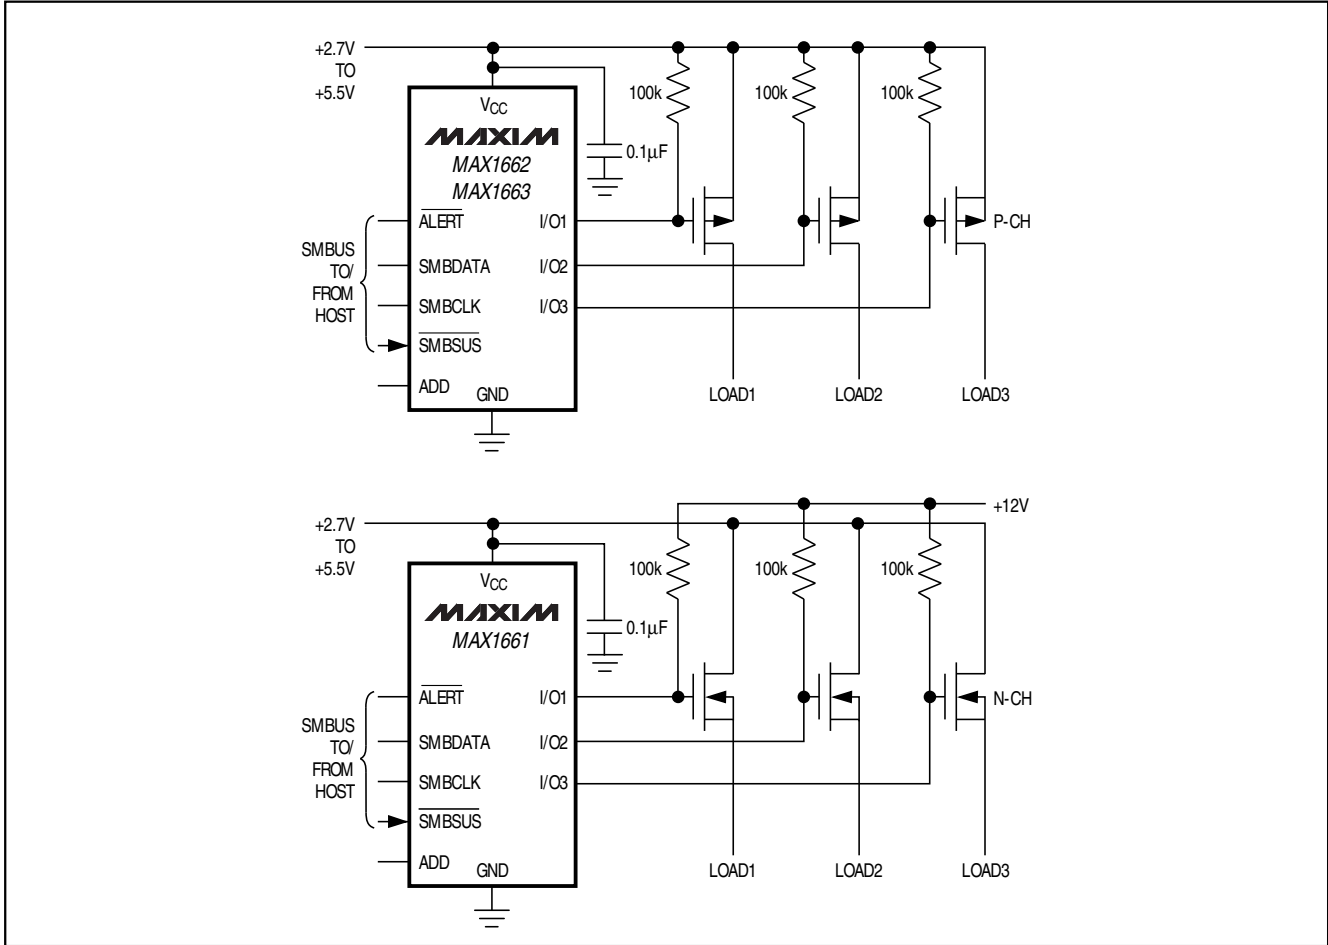 +2.7V
TO
+5.5V
100k
100k
100k
VCC
MAXIM
MAX1662
MAX1663
0.1µF
ALERT
I/O1
P-CH
SMBUS
TO/
FROM
HOST
SMBDATA
I/O2
SMBCLK
I/O3
SMBSUS
ADD
GND
LOAD1
LOAD2
LOAD3
+12V
+2.7V
TO
+5.5V
100k
100k
100k
VCC
MAXIM
MAX1661
0.1µF
ALERT
I/O1
N-CH
SMBUS
TO/
FROM
HOST
SMBDATA
I/O2
SMBCLK
I/O3
SMBSUS
ADD
GND
LOAD1
LOAD2
LOAD3